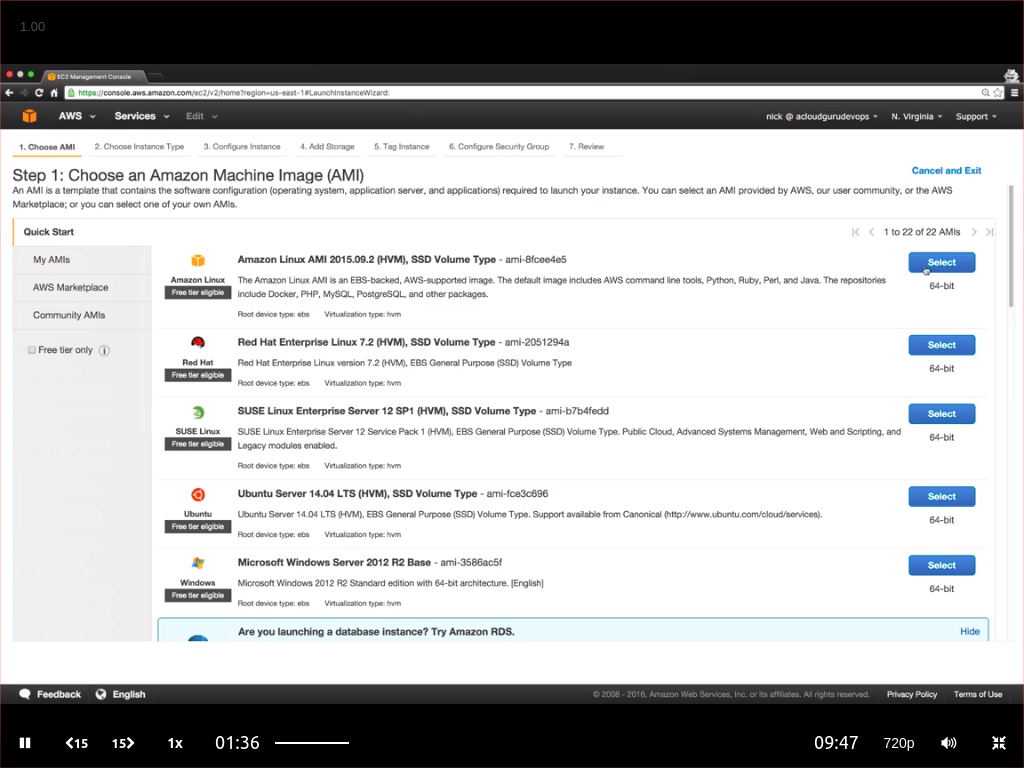 1.00
EC2 Management Console
https://console.aws.amazon.com/ec2/v2/home?region=us-east-1#LaunchInstanceWizard:
AWS Services Edit nick @ acloudgurudevops N. Virginia Support
1. Choose AMI 2. Choose Instance Type 3. Configure Instance 4. Add Storage 5. Tag Instance 6. Configure Security Group 7. Review
Step 1: Choose an Amazon Machine Image (AMI)
Cancel and Exit
An AMI is a template that contains the software configuration (operating system, application server, and applications) required to launch your instance. You can select an AMI provided by AWS, our user community, or the AWS
Marketplace; or you can select one of your own AMIs.
Quick Start
1 to 22 of 22 AMIs
My AMIs
AWS Marketplace
Community AMIs
Free tier only
Amazon Linux
Free tier eligible
Amazon Linux AMI 2015.09.2 (HVM), SSD Volume Type - ami-8fcee4e5
The Amazon Linux AMI is an EBS-backed, AWS-supported image. The default image includes AWS command line tools, Python, Ruby, Perl, and Java. The repositories
include Docker, PHP, MySQL, PostgreSQL, and other packages.
Root device type: ebs Virtualization type: hvm
Select
64-bit
Red Hat
Free tier eligible
Red Hat Enterprise Linux 7.2 (HVM), SSD Volume Type - ami-2051294a
Red Hat Enterprise Linux version 7.2 (HVM), EBS General Purpose (SSD) Volume Type
Root device type: ebs Virtualization type: hvm
Select
64-bit
SUSE Linux
Free tier eligible
SUSE Linux Enterprise Server 12 SP1 (HVM), SSD Volume Type - ami-b7b4fedd
SUSE Linux Enterprise Server 12 Service Pack 1 (HVM), EBS General Purpose (SSD) Volume Type. Public Cloud, Advanced Systems Management, Web and Scripting, and
Legacy modules enabled.
Root device type: ebs Virtualization type: hvm
Select
64-bit
Ubuntu
Free tier eligible
Ubuntu Server 14.04 LTS (HVM), SSD Volume Type - ami-fce3c696
Ubuntu Server 14.04 LTS (HVM), EBS General Purpose (SSD) Volume Type. Support available from Canonical (http://www.ubuntu.com/cloud/services).
Root device type: ebs Virtualization type: hvm
Select
64-bit
Windows
Free tier eligible
Microsoft Windows Server 2012 R2 Base - ami-3586ac5f
Microsoft Windows 2012 R2 Standard edition with 64-bit architecture. [English]
Root device type: ebs Virtualization type: hvm
Select
64-bit
Are you launching a database instance? Try Amazon RDS.
Hide
Feedback English © 2008 - 2016, Amazon Web Services, Inc. or its affiliates. All rights reserved. Privacy Policy Terms of Use
15 15 1x 01:36 09:47 720p